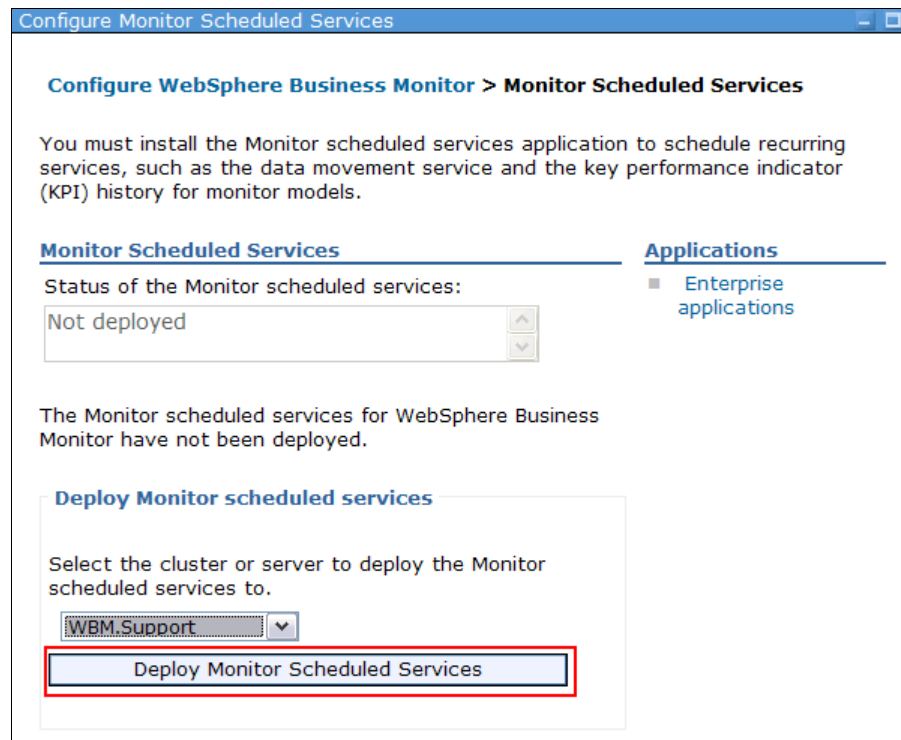 Configure Monitor Scheduled Services
Configure WebSphere Business Monitor > Monitor Scheduled Services
You must install the Monitor scheduled services application to schedule recurring
services, such as the data movement service and the key performance indicator
(KPI) history for monitor models.
Monitor Scheduled Services
Status of the Monitor scheduled services:
Not deployed
Applications
Enterprise
applications
The Monitor scheduled services for WebSphere Business
Monitor have not been deployed.
Deploy Monitor scheduled services
Select the cluster or server to deploy the Monitor
scheduled services to.
WBM.Support
Deploy Monitor Scheduled Services